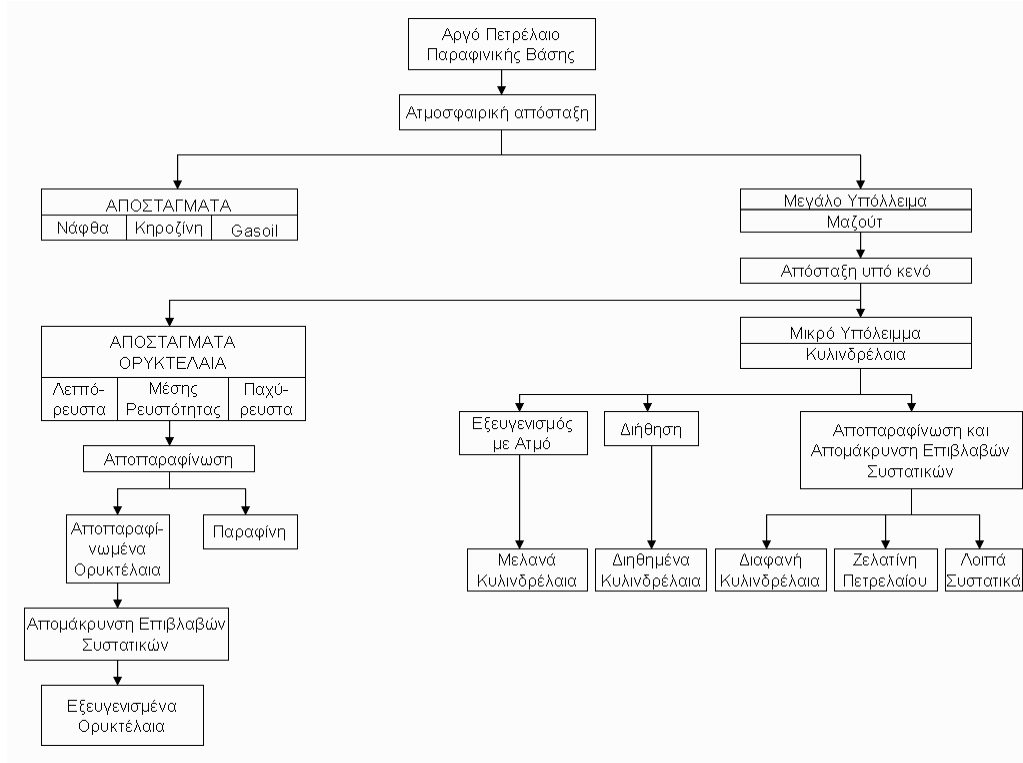 Αργό Πετρέλαιο
Παραφινικής Βάσης
Ατμοσφαιρική απόσταξη
ΑΠΟΣΤΑΓΜΑΤΑ
Νάφθα Κηροζίνη Gasoil
Μεγάλο Υπόλλειμα
Μαζούτ
Απόσταξη υπό κενό
ΑΠΟΣΤΑΓΜΑΤΑ
ΟΡΥΚΤΕΛΑΙΑ
Λεπτό-
ρευστα
Μέσης
Ρευστότητας
Παχύ-
ρευστα
Μικρό Υπόλειμμα
Κυλινδρέλαια
Αποπαραφίνωση
Εξευγενισμός
με Ατμό
Διήθηση
Αποπαραφίνωση και
Απομάκρυνση Επιβλαβών
Συστατικών
Αποπαραφί-
νωμένα
Ορυκτέλαια
Παραφίνη
Μελανά
Κυλινδρέλαια
Διηθημένα
Κυλινδρέλαια
Διαφανή
Κυλινδρέλαια
Ζελατίνη
Πετρελαίου
Λοιπά
Συστατικά
Απομάκρυνση Επιβλαβών
Συστατικών
Εξευγενισμένα
Ορυκτέλαια